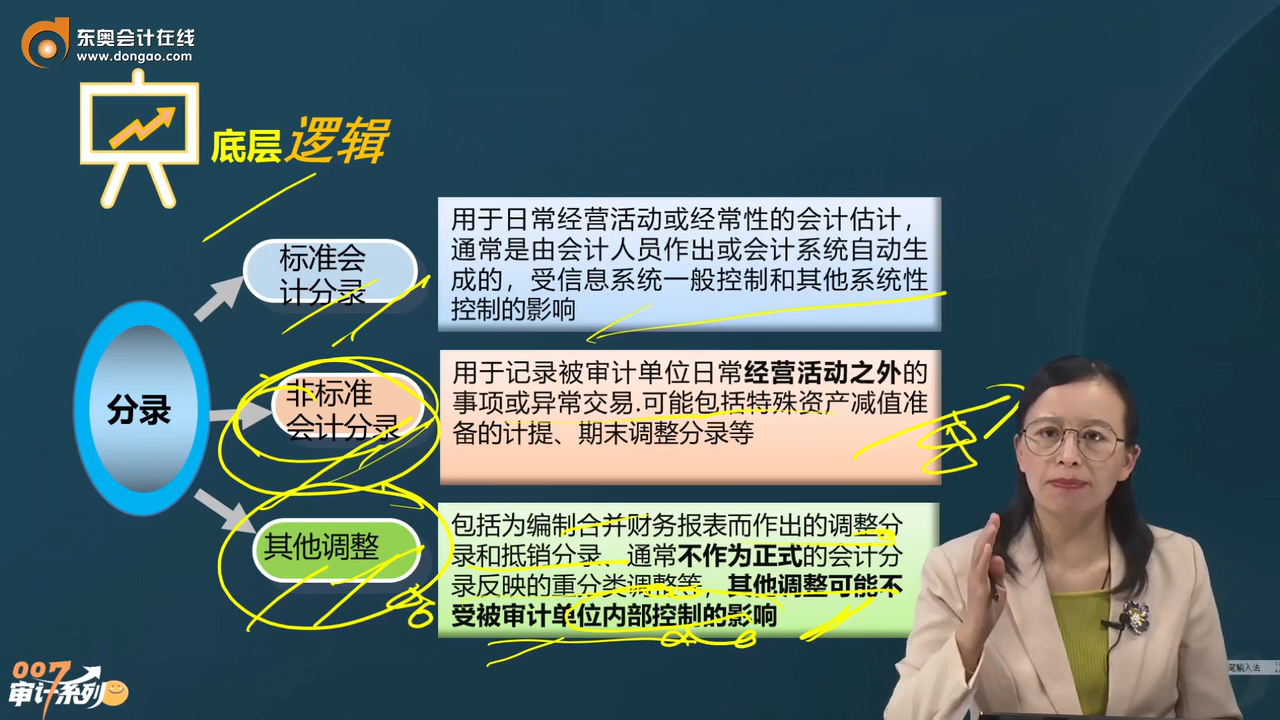 东奥会计在线
www.dongao.com
底层逻辑
标准会
计分录
用于日常经营活动或经常性的会计估计，
通常是由会计人员作出或会计系统自动生
成的，受信息系统一般控制和其他系统性
控制的影响
分录
非标准
会计分录
用于记录被审计单位日常经营活动之外的
事项或异常交易.可能包括特殊资产减值准
备的计提、期末调整分录等
其他调整
包括为编制合并财务报表而作出的调整分
录和抵销分录、通常不作为正式的会计分
录反映的重分类调整等，其他调整可能不
受被审计单位内部控制的影响
007
审计系列
笔输入法